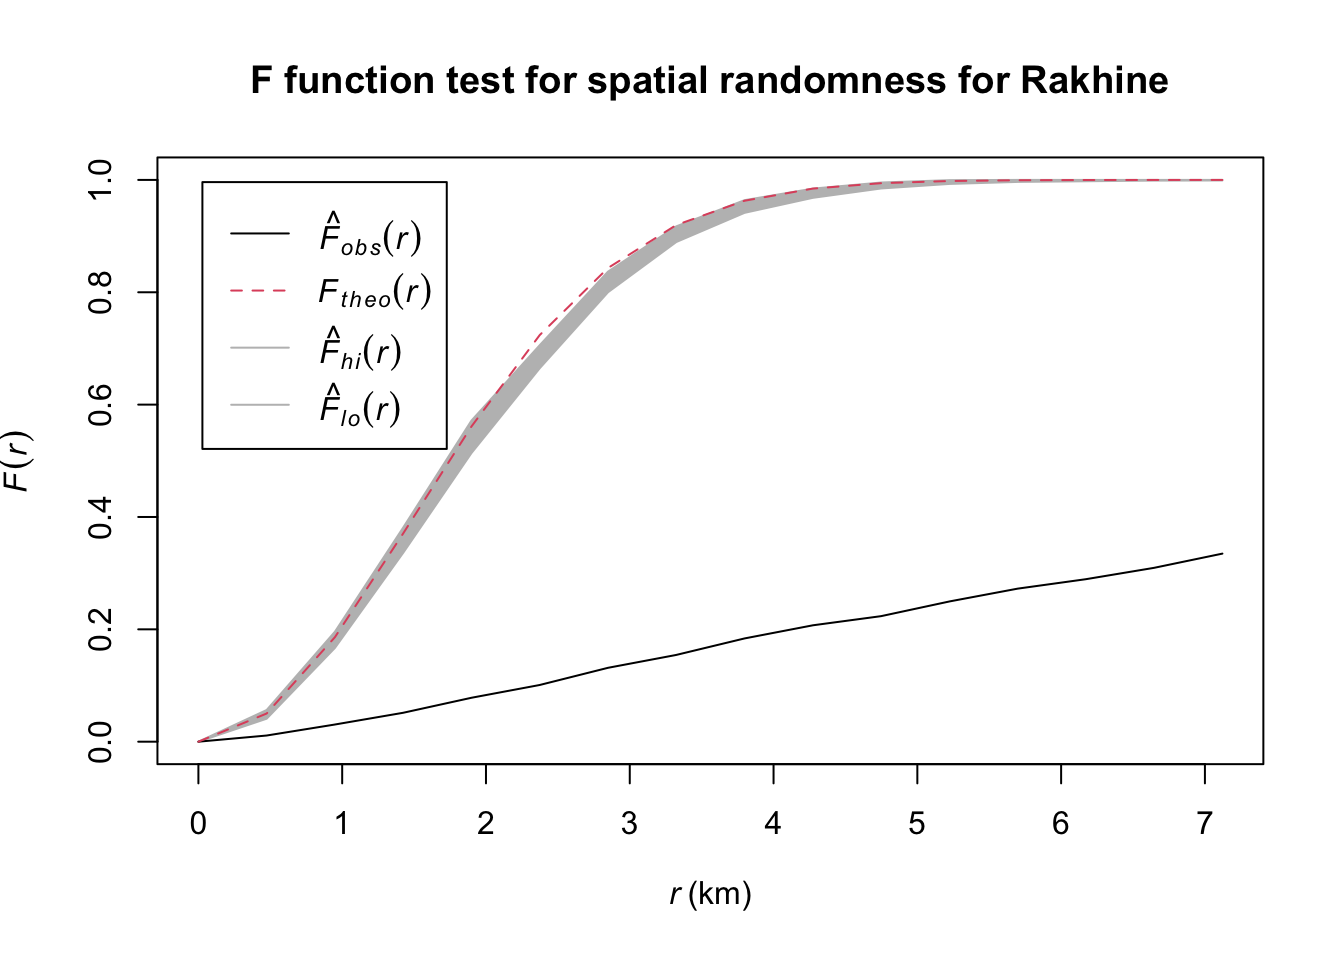 F function test for spatial randomness for Rakhine
F̂obs(r)
Ftheo(r)
F̂hi(r)
F̂lo(r)
F(r)
1.0
0.8
0.6
0.4
0.2
0.0
0 1 2 3 4 5 6 7
r (km)